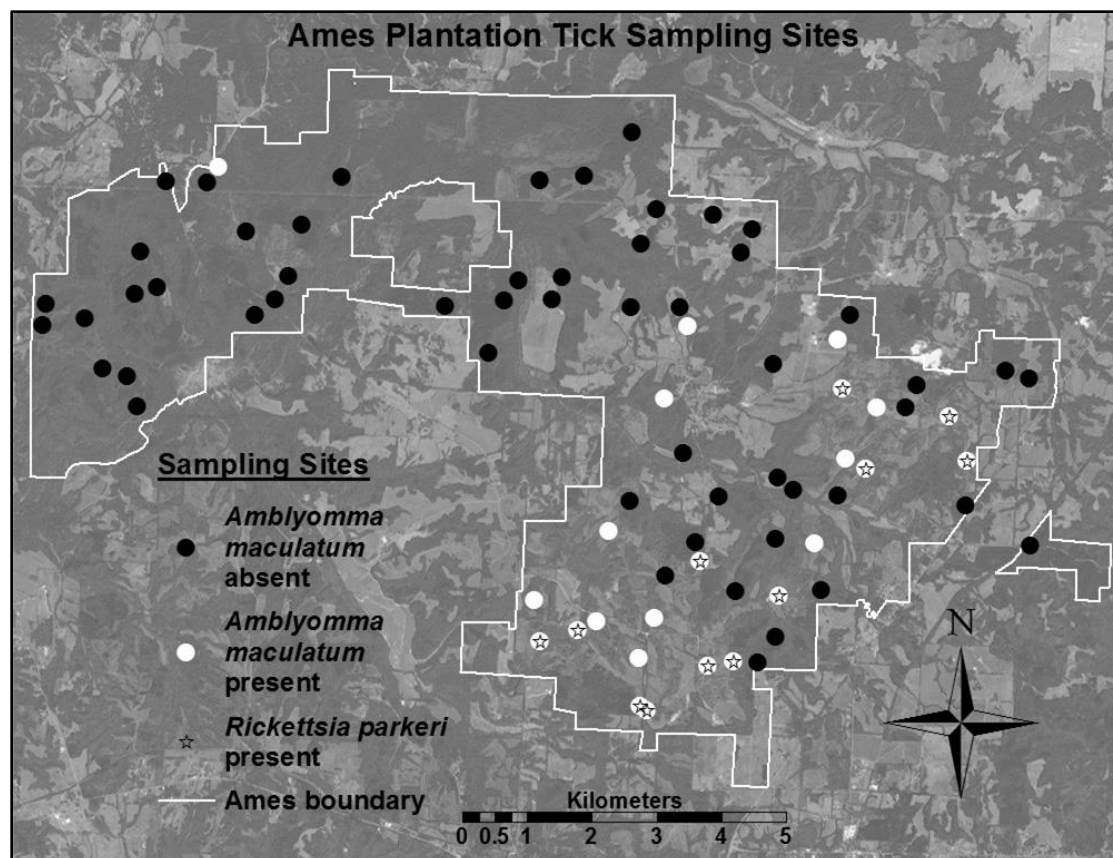 Ames Plantation Tick Sampling Sites
Sampling Sites
Amblyomma
maculatum
absent
Amblyomma
maculatum
present
Rickettsia parkeri
present
Ames boundary
N
Kilometers
0 0.5 1 2 3 4 5